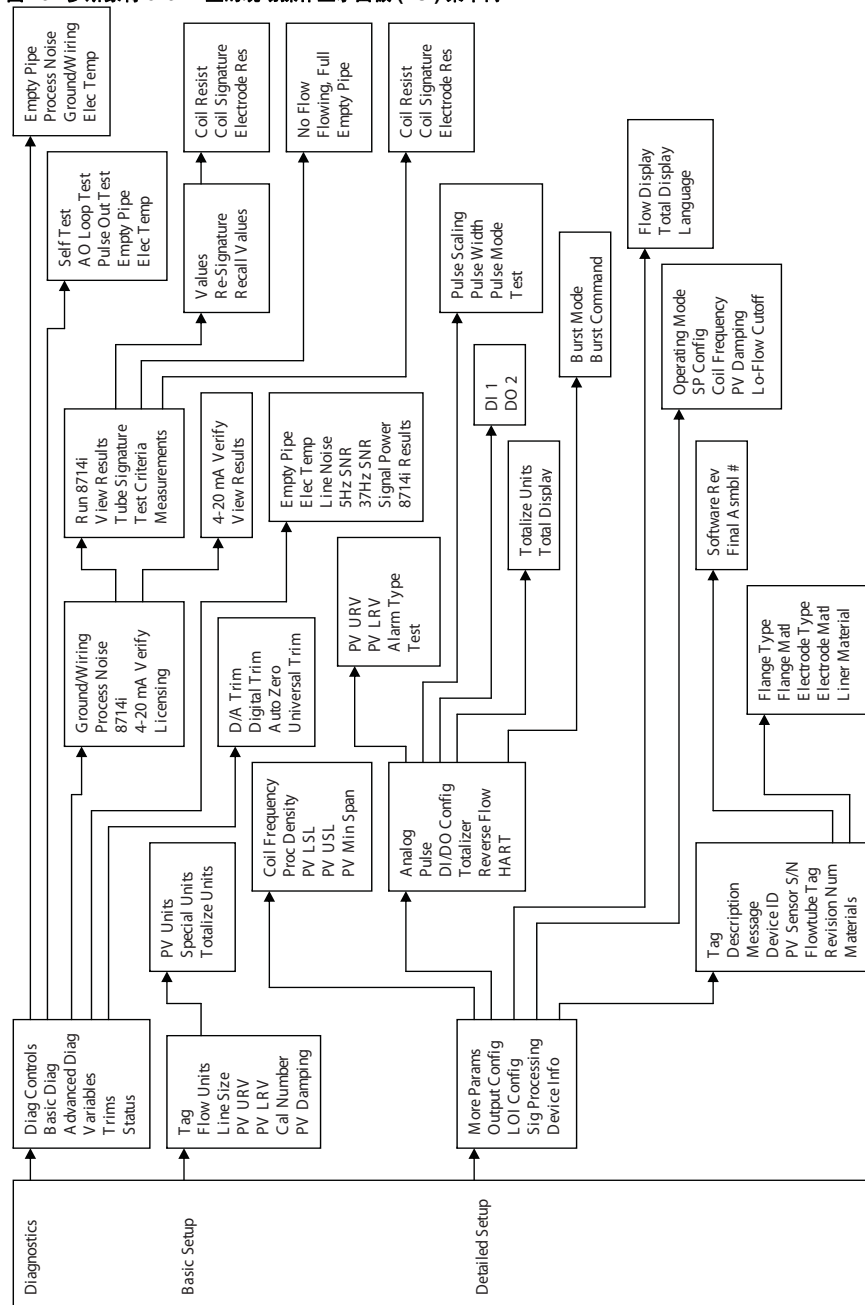 Diagnostics
Basic Setup
Detailed Setup
Diag Controls
Basic Diag
Advanced Diag
Variables
Trims
Status
Tag
Flow Units
Line Size
PV URV
PV LRV
Cal Number
PV Damping
More Params
Output Config
LOI Config
Sig Processing
Device Info
Empty Pipe
Process Noise
Ground/Wiring
Elec Temp
Self Test
AO Loop Test
Pulse Out Test
Empty Pipe
Elec Temp
Ground/Wiring
Process Noise
8714i
4-20 mA Verify
Licensing
Run 8714i
View Results
Tube Signature
Test Criteria
Measurements
Values
Re-Signature
Recall Values
Coil Resist
Coil Signature
Electrode Res
No Flow
Flowing, Full
Empty Pipe
Coil Resist
Coil Signature
Electrode Res
4-20 mA Verify
View Results
Empty Pipe
Elec Temp
Line Noise
5Hz SNR
37Hz SNR
Signal Power
8714i Results
D/A Trim
Digital Trim
Auto Zero
Universal Trim
PV Units
Special Units
Totalize Units
Coil Frequency
Proc Density
PV LSL
PV USL
PV Min Span
Analog
Pulse
DI/DO Config
Totalizer
Reverse Flow
HART
PV URV
PV LRV
Alarm Type
Test
Pulse Scaling
Pulse Width
Pulse Mode
Test
DI 1
DO 2
Totalize Units
Total Display
Burst Mode
Burst Command
Flow Display
Total Display
Language
Operating Mode
SP Config
Coil Frequency
PV Damping
Lo-Flow Cutoff
Tag
Description
Message
Device ID
PV Sensor S/N
Flowtube Tag
Revision Num
Materials
Software Rev
Final Asmbl #
Flange Type
Flange Matl
Electrode Type
Electrode Matl
Liner Material